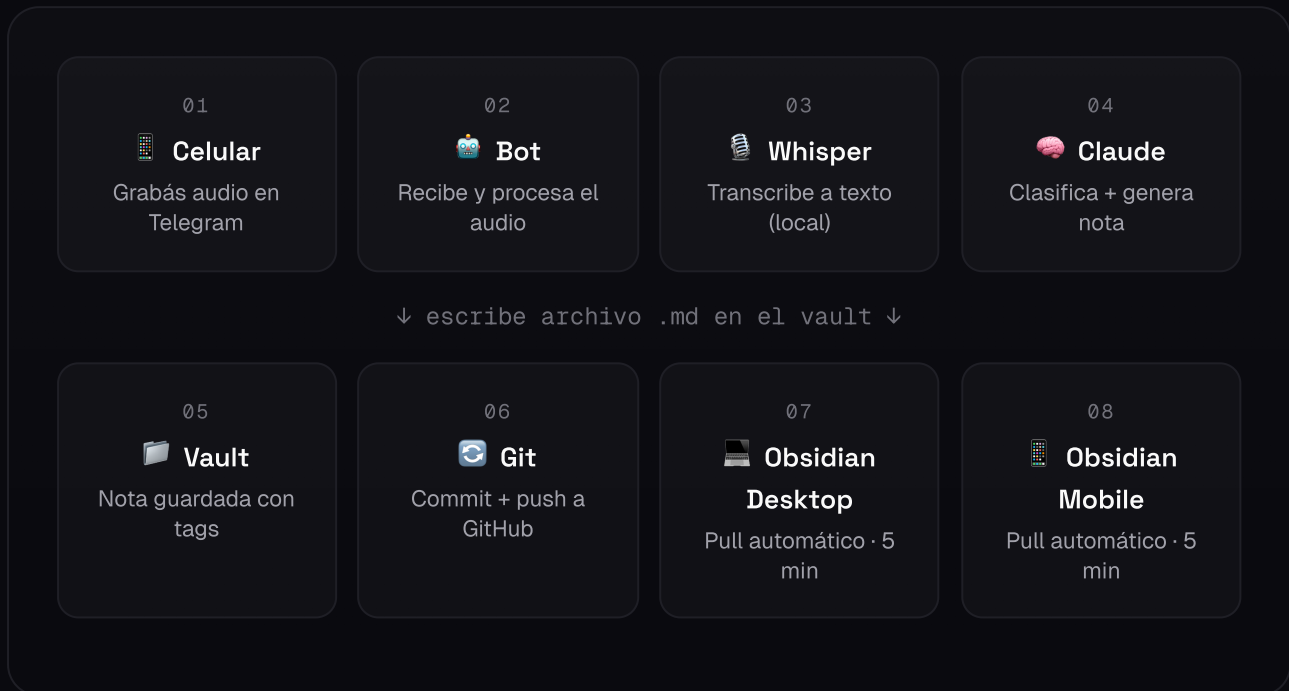 01
Celular
Grabás audio en
Telegram
02
Bot
Recibe y procesa el
audio
03
Whisper
Transcribe a texto
(local)
04
Claude
Clasifica + genera
nota
↓ escribe archivo .md en el vault ↓
05
Vault
Nota guardada con
tags
06
Git
Commit + push a
GitHub
07
Obsidian
Desktop
Pull automático · 5
min
08
Obsidian
Mobile
Pull automático · 5
min